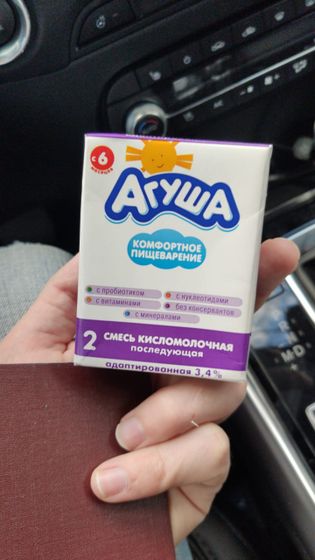 с 6
месяцев
АГУША
КОМФОРТНОЕ
ПИЩЕВАРЕНИЕ
с пробиотиком
с нуклеотидами
с витаминами
без консервантов
с минералами
2 СМЕСЬ КИСЛОМОЛОЧНАЯ
последующая
адаптированная 3,4%